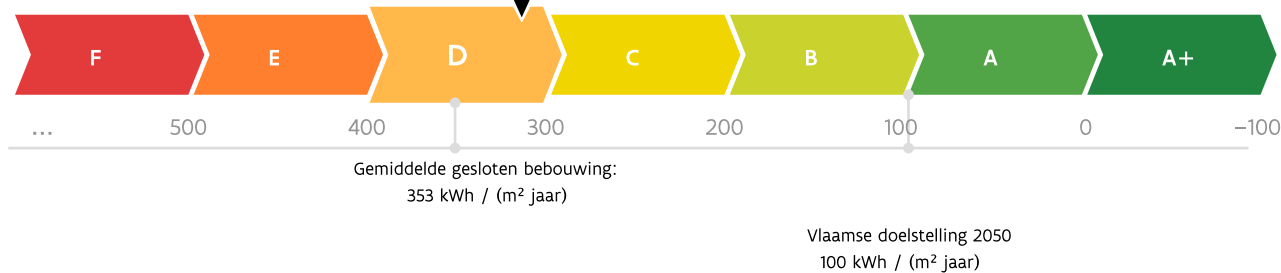 F E D C B A A+
... 500 400 300 200 100 0 −100
Gemiddelde gesloten bebouwing:
353 kWh / (m² jaar)
Vlaamse doelstelling 2050
100 kWh / (m² jaar)